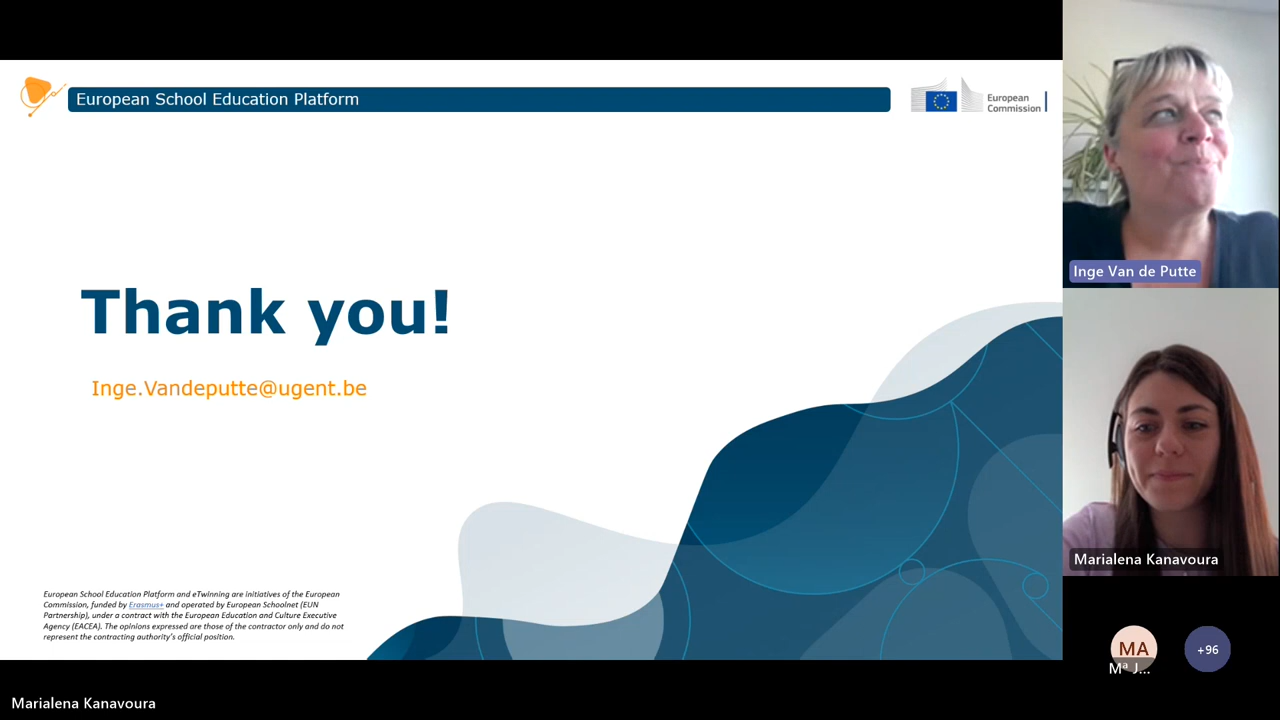 European School Education Platform
European
Commission
Thank you!
Inge.Vandeputte@ugent.be
European School Education Platform and eTwinning are initiatives of the European
Commission, funded by Erasmus+ and operated by European Schoolnet (EUN
Partnership), under a contract with the European Education and Culture Executive
Agency (EACEA). The opinions expressed are those of the contractor only and do not
represent the contracting authority's official position.
Inge Van de Putte
Marialena Kanavoura
MA
Mª J...
+96
Marialena Kanavoura